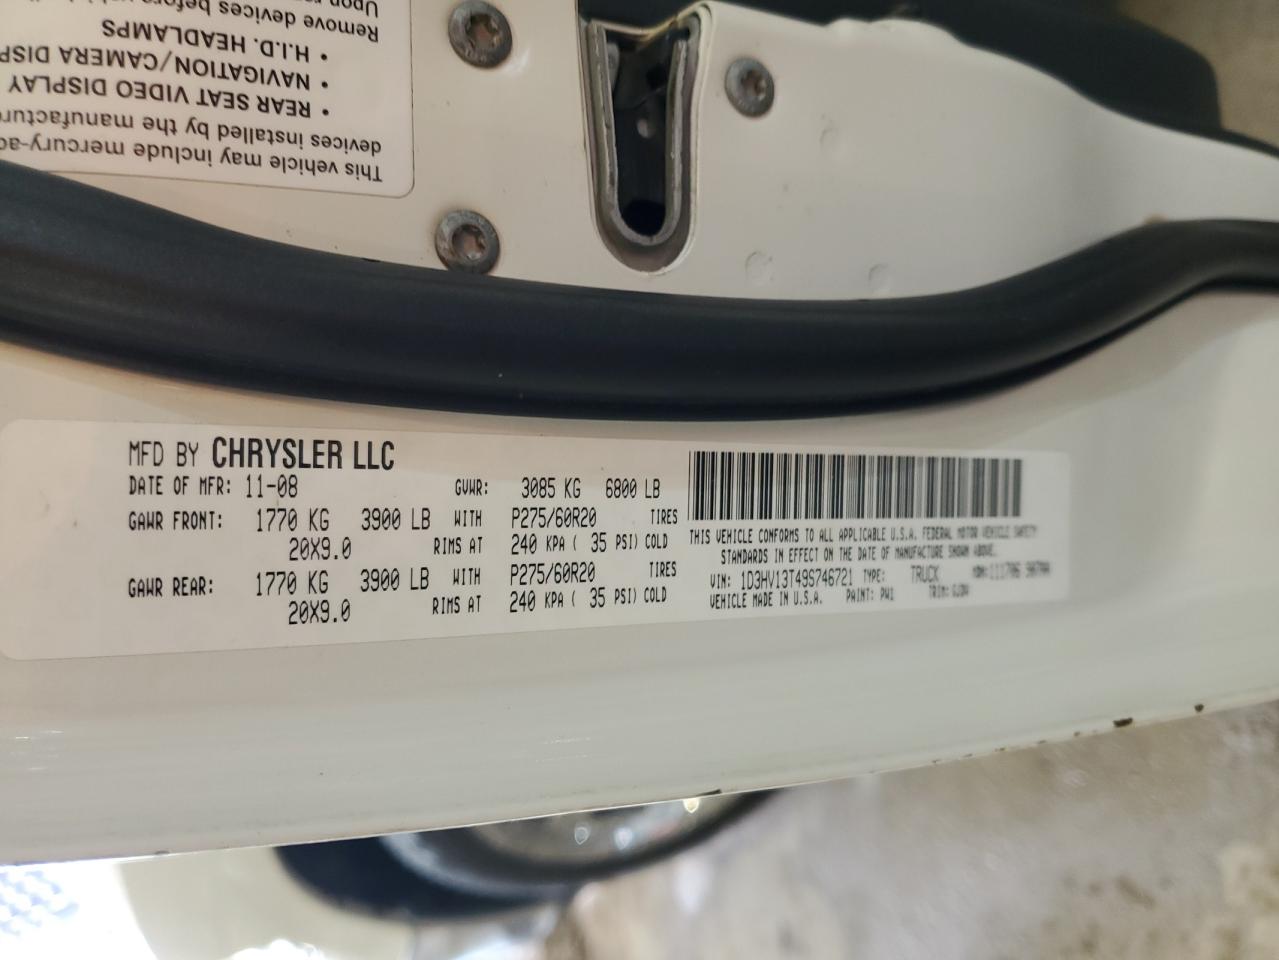 This vehicle may include mercury-ad
devices installed by the manufacture
• REAR SEAT VIDEO DISPLAY
• NAVIGATION/CAMERA DISP
• H.I.D. HEADLAMPS
Remove devices before
Upon
MFD BY CHRYSLER LLC
DATE OF MFR: 11-08 GVWR: 3085 KG 6800 LB
GAWR FRONT: 1770 KG 3900 LB WITH P275/60R20 TIRES
20X9.0 RIMS AT 240 KPA ( 35 PSI) COLD
GAWR REAR: 1770 KG 3900 LB WITH P275/60R20 TIRES
20X9.0 RIMS AT 240 KPA ( 35 PSI) COLD
THIS VEHICLE CONFORMS TO ALL APPLICABLE U.S.A. FEDERAL MOTOR VEHICLE SAFETY
STANDARDS IN EFFECT ON THE DATE OF MANUFACTURE SHOWN ABOVE.
VIN: 1D3HV13T49S746721 TYPE: TRUCK MDH:
VEHICLE MADE IN U.S.A. PAINT: PW1 TRIM: